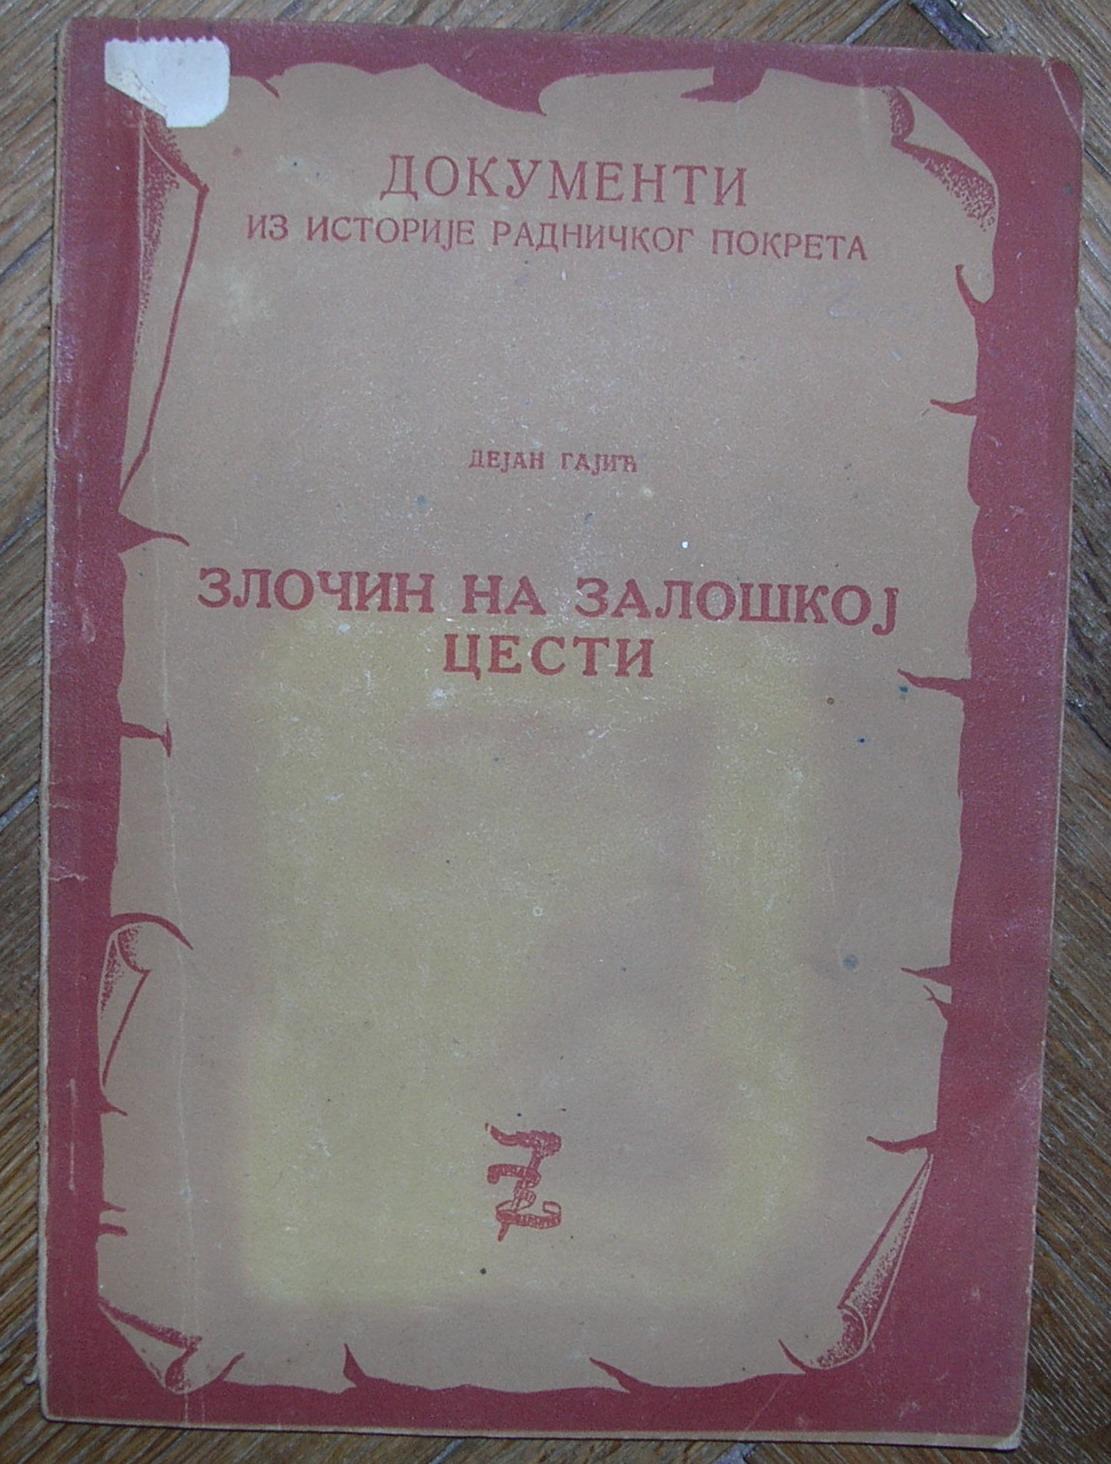 ДОКУМЕНТИ
ИЗ ИСТОРИЈЕ РАДНИЧКОГ ПОКРЕТА
ДЕЈАН ГАЈИЋ
ЗЛОЧИН НА ЗАЛОШКОЈ
ЦЕСТИ